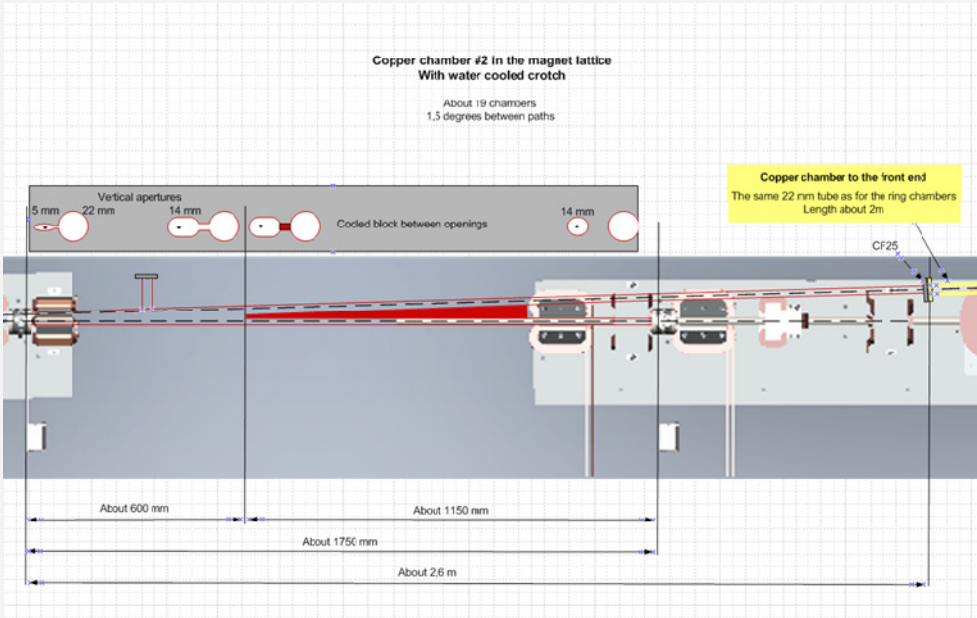 Copper chamber #2 in the magnet lattice
With water cooled crotch
About 19 chambers
1,5 degrees between paths
Vertical apertures
5 mm 22 mm 14 mm
Cooled block between openings
14 mm
Copper chamber to the front end
The same 22 mm tube as for the ring chambers
Length about 2m
CF25
About 600 mm
About 1150 mm
About 1750 mm
About 2,6 m